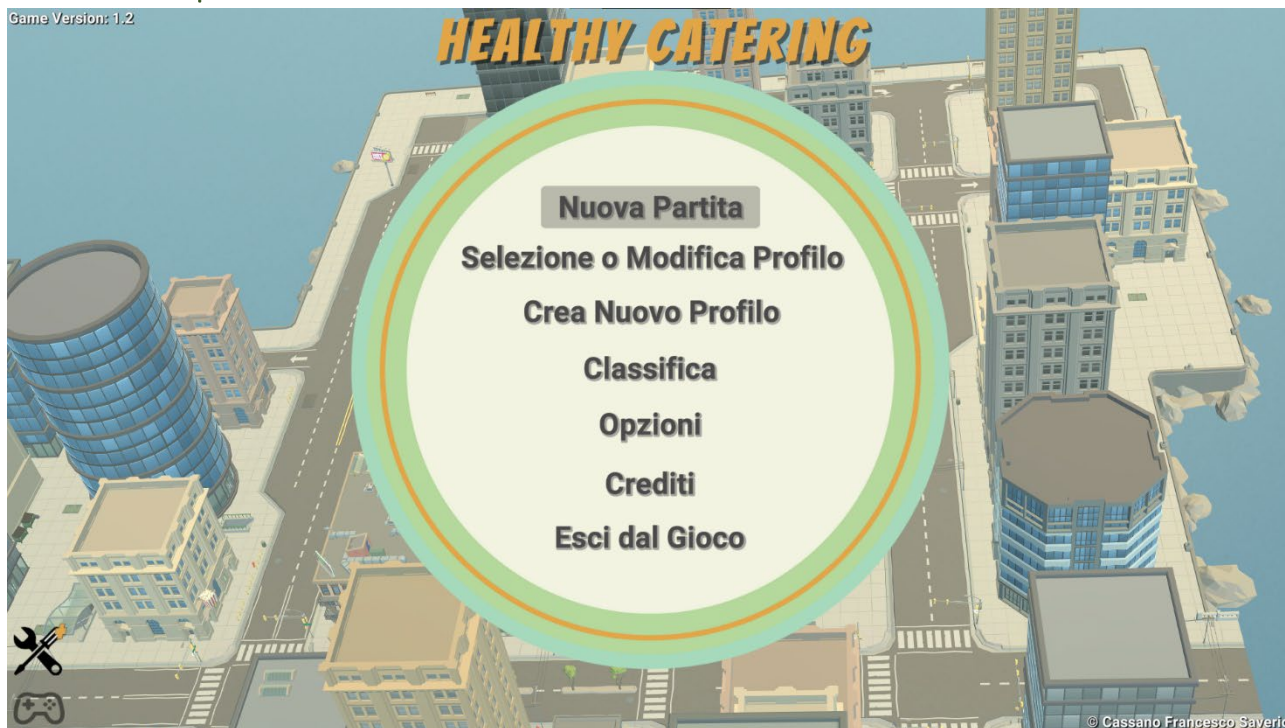 Game Version: 1.2
HEALTHY CATERING
Nuova Partita
Selezione o Modifica Profilo
Crea Nuovo Profilo
Classifica
Opzioni
Crediti
Esci dal Gioco
© Cassano Francesco Saverio